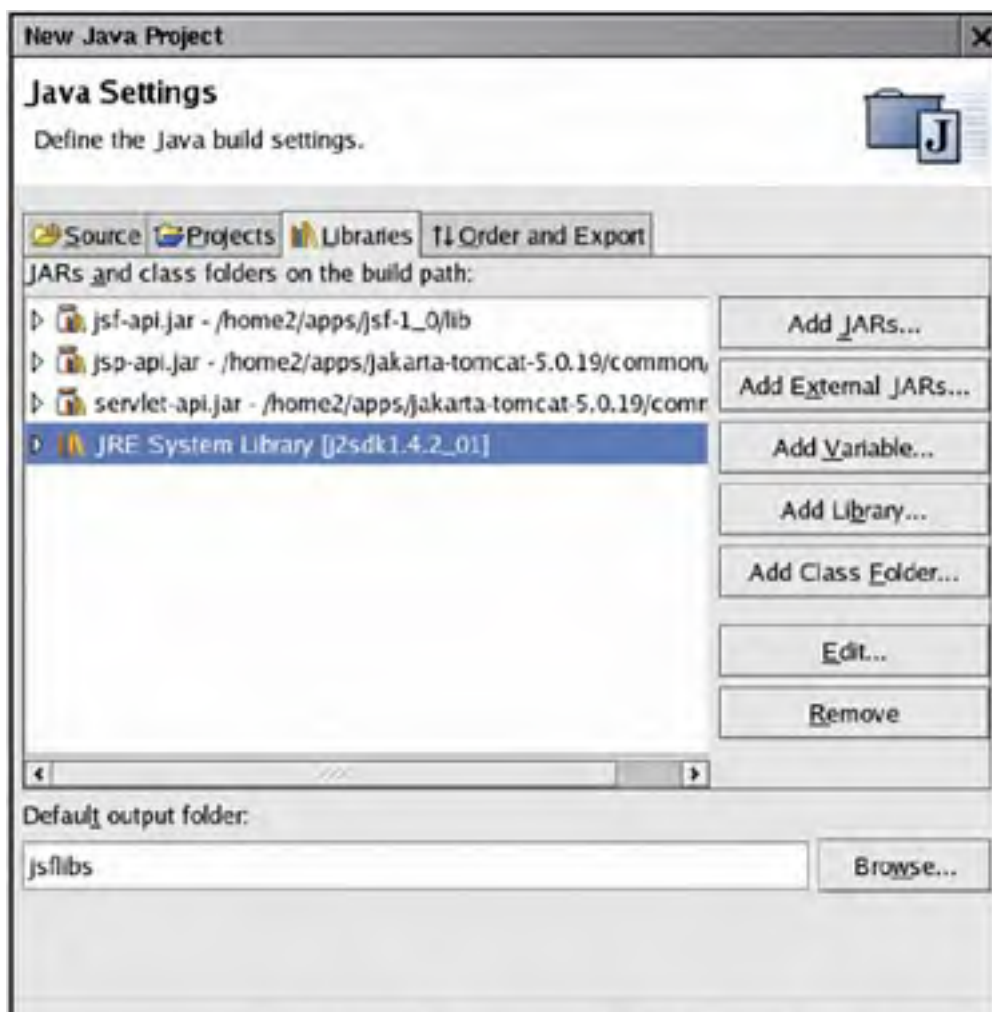 New Java Project
Java Settings
Define the Java build settings.
J
Source Projects Libraries Order and Export
JARs and class folders on the build path:
jsf-api.jar - /home2/apps/jsf-1_0/lib
jsp-api.jar - /home2/apps/jakarta-tomcat-5.0.19/common/
servlet-api.jar - /home2/apps/jakarta-tomcat-5.0.19/comm
JRE System Library [j2sdk1.4.2_01]
Add JARs...
Add External JARs...
Add Variable...
Add Library...
Add Class Folder...
Edit...
Remove
Default output folder:
jsflibs
Browse...